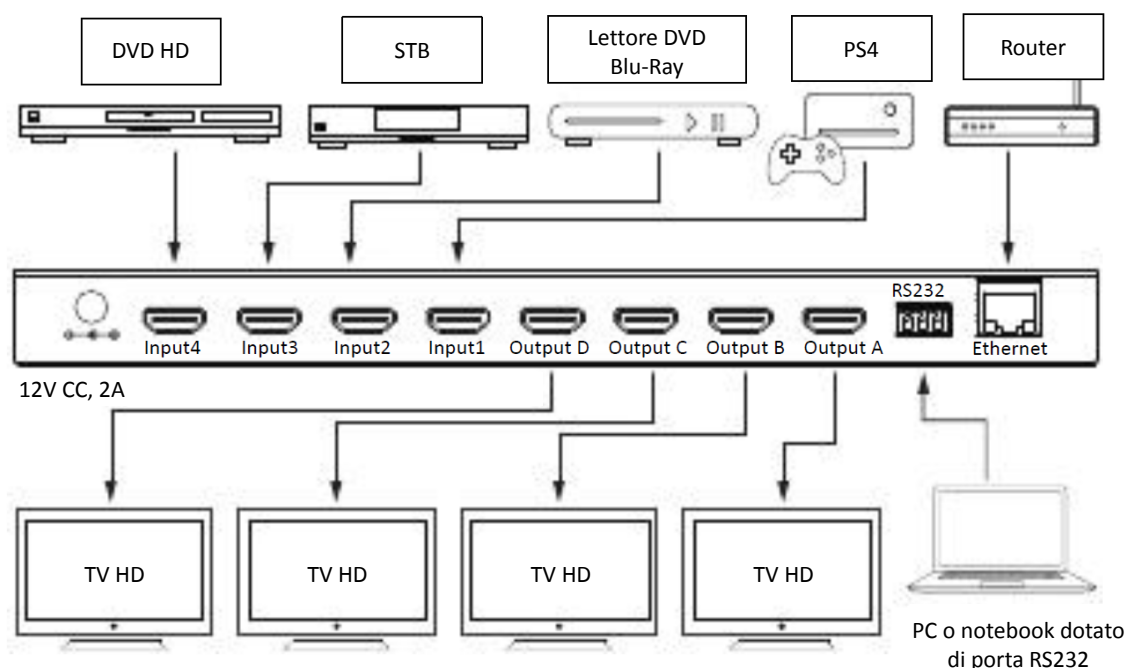 DVD HD
STB
Lettore DVD
Blu-Ray
PS4
Router
RS232
Input4
Input3
Input2
Input1
Output D
Output C
Output B
Output A
Ethernet
12V CC, 2A
TV HD
TV HD
TV HD
TV HD
PC o notebook dotato
di porta RS232